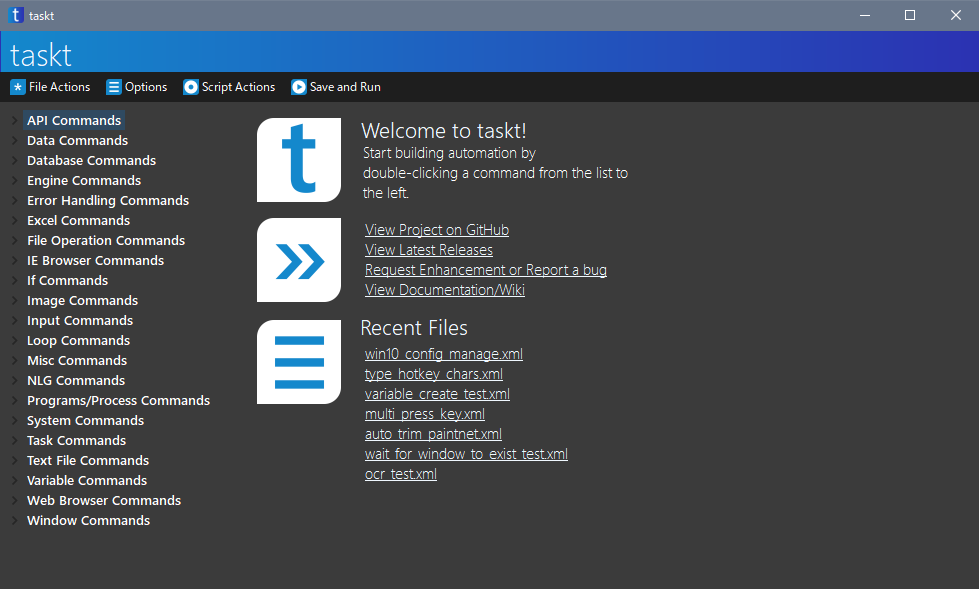 taskt
taskt
File Actions
Options
Script Actions
Save and Run
API Commands
Data Commands
Database Commands
Engine Commands
Error Handling Commands
Excel Commands
File Operation Commands
IE Browser Commands
If Commands
Image Commands
Input Commands
Loop Commands
Misc Commands
NLG Commands
Programs/Process Commands
System Commands
Task Commands
Text File Commands
Variable Commands
Web Browser Commands
Window Commands
t
Welcome to taskt!
Start building automation by
double-clicking a command from the list to
the left.
View Project on GitHub
View Latest Releases
Request Enhancement or Report a bug
View Documentation/Wiki
Recent Files
win10_config_manage.xml
type_hotkey_chars.xml
variable_create_test.xml
multi_press_key.xml
auto_trim_paintnet.xml
wait_for_window_to_exist_test.xml
ocr_test.xml